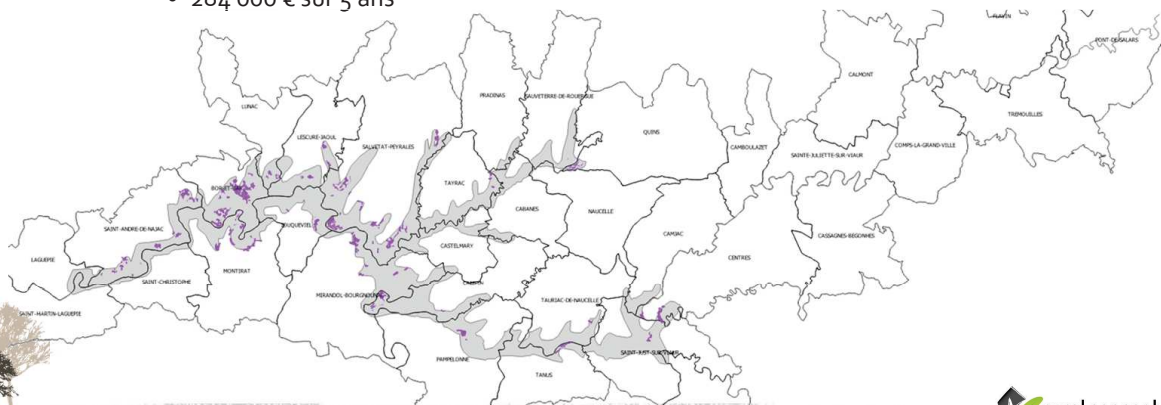 • 284 000 € sur 5 ans
FLAVIN
PONT-DE-SALARS
CALMONT
PRADINAS
SAUVETERRE-DE-ROUERGUE
LUNAC
TREMOUILLES
QUINS
LESCURE-JAOUL
SALVETAT-PEYRALES
CAMBOULAZET
SAINTE-JULIETTE-SUR-VIAUR
COMPS-LA-GRAND-VILLE
TAYRAC
CABANES
NAUCELLE
SAINT-ANDRE-DE-NAJAC
CAMJAC
CASSAGNES-BEGONHES
CASTELMARY
LAGUEPIE
CENTRES
MONTIRAT
SAINT-CHRISTOPHE
MIRANDOL-BOURGNOUNAC
TAURIAC-DE-NAUCELLE
SAINT-MARTIN-LAGUEPIE
SAINT-JUST-SUR-VIAUR
PAMPELONNE
TANUS